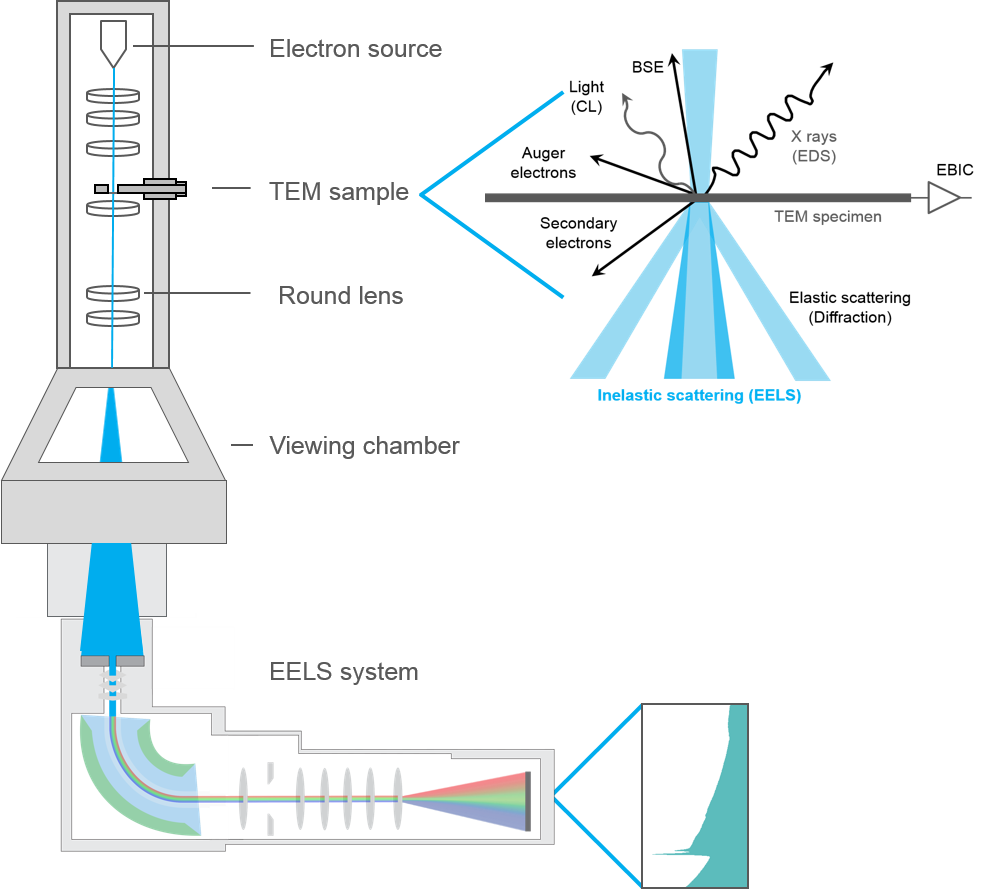 Electron source
TEM sample
Round lens
Viewing chamber
EELS system
BSE
Light
(CL)
X rays
(EDS)
Auger
electrons
EBIC
TEM specimen
Secondary
electrons
Elastic scattering
(Diffraction)
Inelastic scattering (EELS)